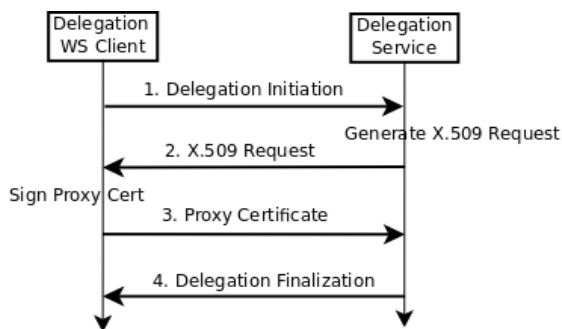 Delegation
WS Client
Delegation
Service
1. Delegation Initiation
Generate X.509 Request
2. X.509 Request
Sign Proxy Cert
3. Proxy Certificate
4. Delegation Finalization